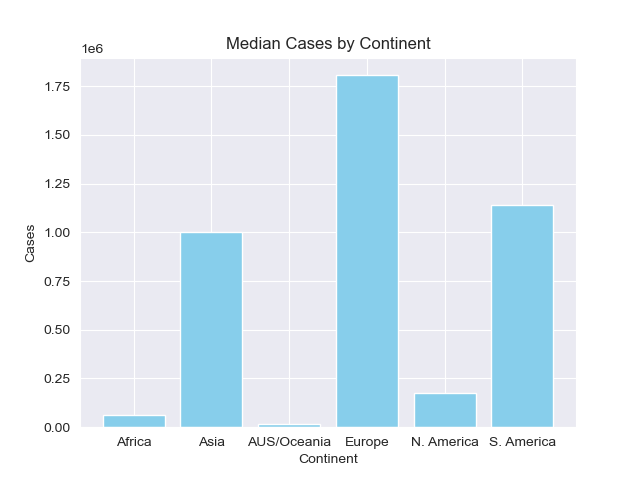 Median Cases by Continent
1e6
1.75
1.50
1.25
1.00
0.75
0.50
0.25
0.00
Cases
Africa Asia AUS/Oceania Europe N. America S. America
Continent